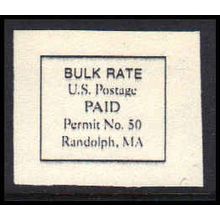 BULK RATE
U.S. Postage
PAID
Permit No. 50
Randolph, MA